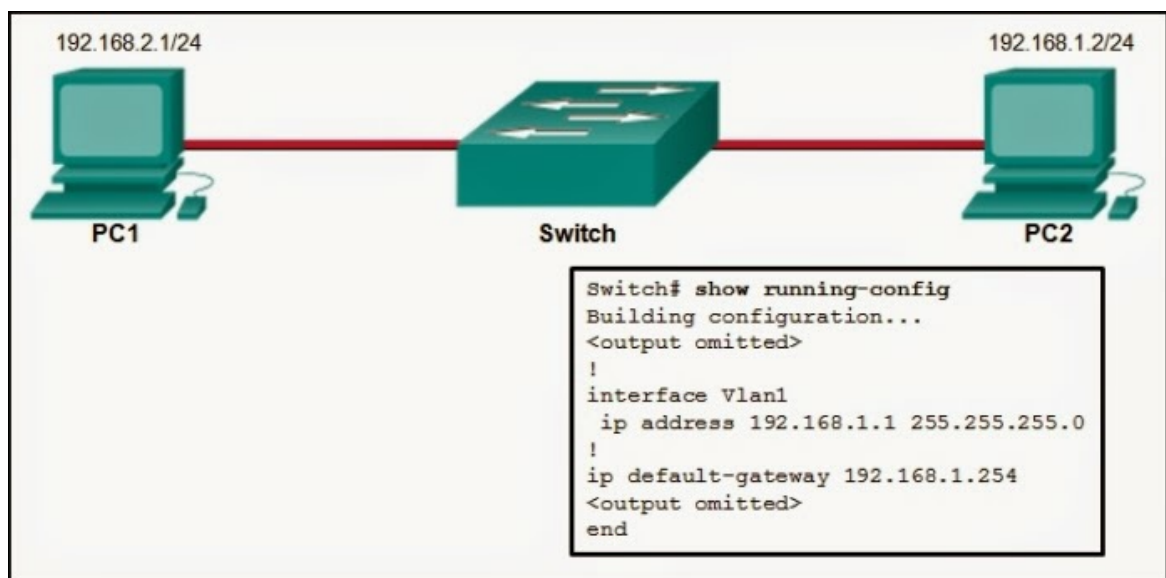 192.168.2.1/24
192.168.1.2/24
PC1
Switch
PC2
Switch# show running-config
Building configuration...
<output omitted>
!
interface Vlan1
ip address 192.168.1.1 255.255.255.0
!
ip default-gateway 192.168.1.254
<output omitted>
end